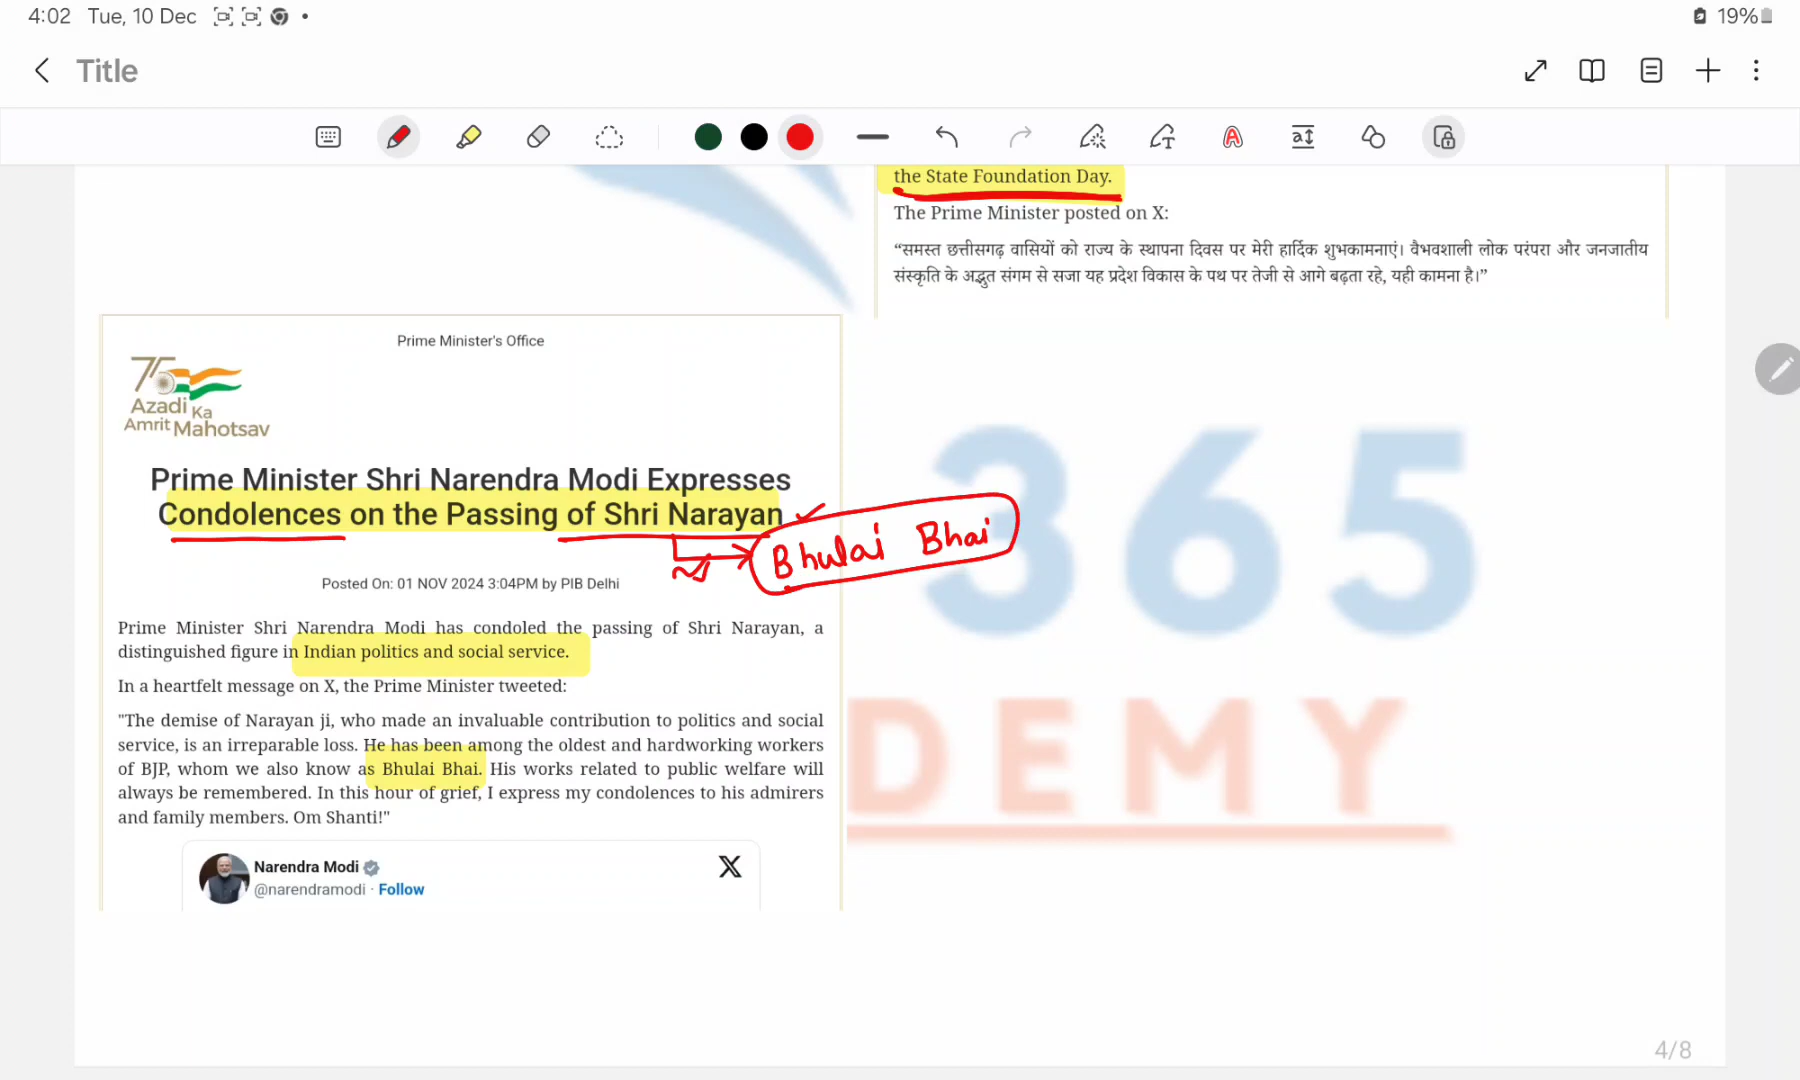 4:02 Tue, 10 Dec
19%
Title
the State Foundation Day.
The Prime Minister posted on X:
“समस्त छत्तीसगढ़ वासियों को राज्य के स्थापना दिवस पर मेरी हार्दिक शुभकामनाएं। वैभवशाली लोक परंपरा और जनजातीय
संस्कृति के अद्भुत संगम से सजा यह प्रदेश विकास के पथ पर तेजी से आगे बढ़ता रहे, यही कामना है।”
Prime Minister's Office
75
Azadi Ka
Amrit Mahotsav
Prime Minister Shri Narendra Modi Expresses
Condolences on the Passing of Shri Narayan
Bhulai Bhai
Posted On: 01 NOV 2024 3:04PM by PIB Delhi
Prime Minister Shri Narendra Modi has condoled the passing of Shri Narayan, a
distinguished figure in Indian politics and social service.
In a heartfelt message on X, the Prime Minister tweeted:
"The demise of Narayan ji, who made an invaluable contribution to politics and social
service, is an irreparable loss. He has been among the oldest and hardworking workers
of BJP, whom we also know as Bhulai Bhai. His works related to public welfare will
always be remembered. In this hour of grief, I express my condolences to his admirers
and family members. Om Shanti!"
Narendra Modi
@narendramodi · Follow
365
DEMY
4/8